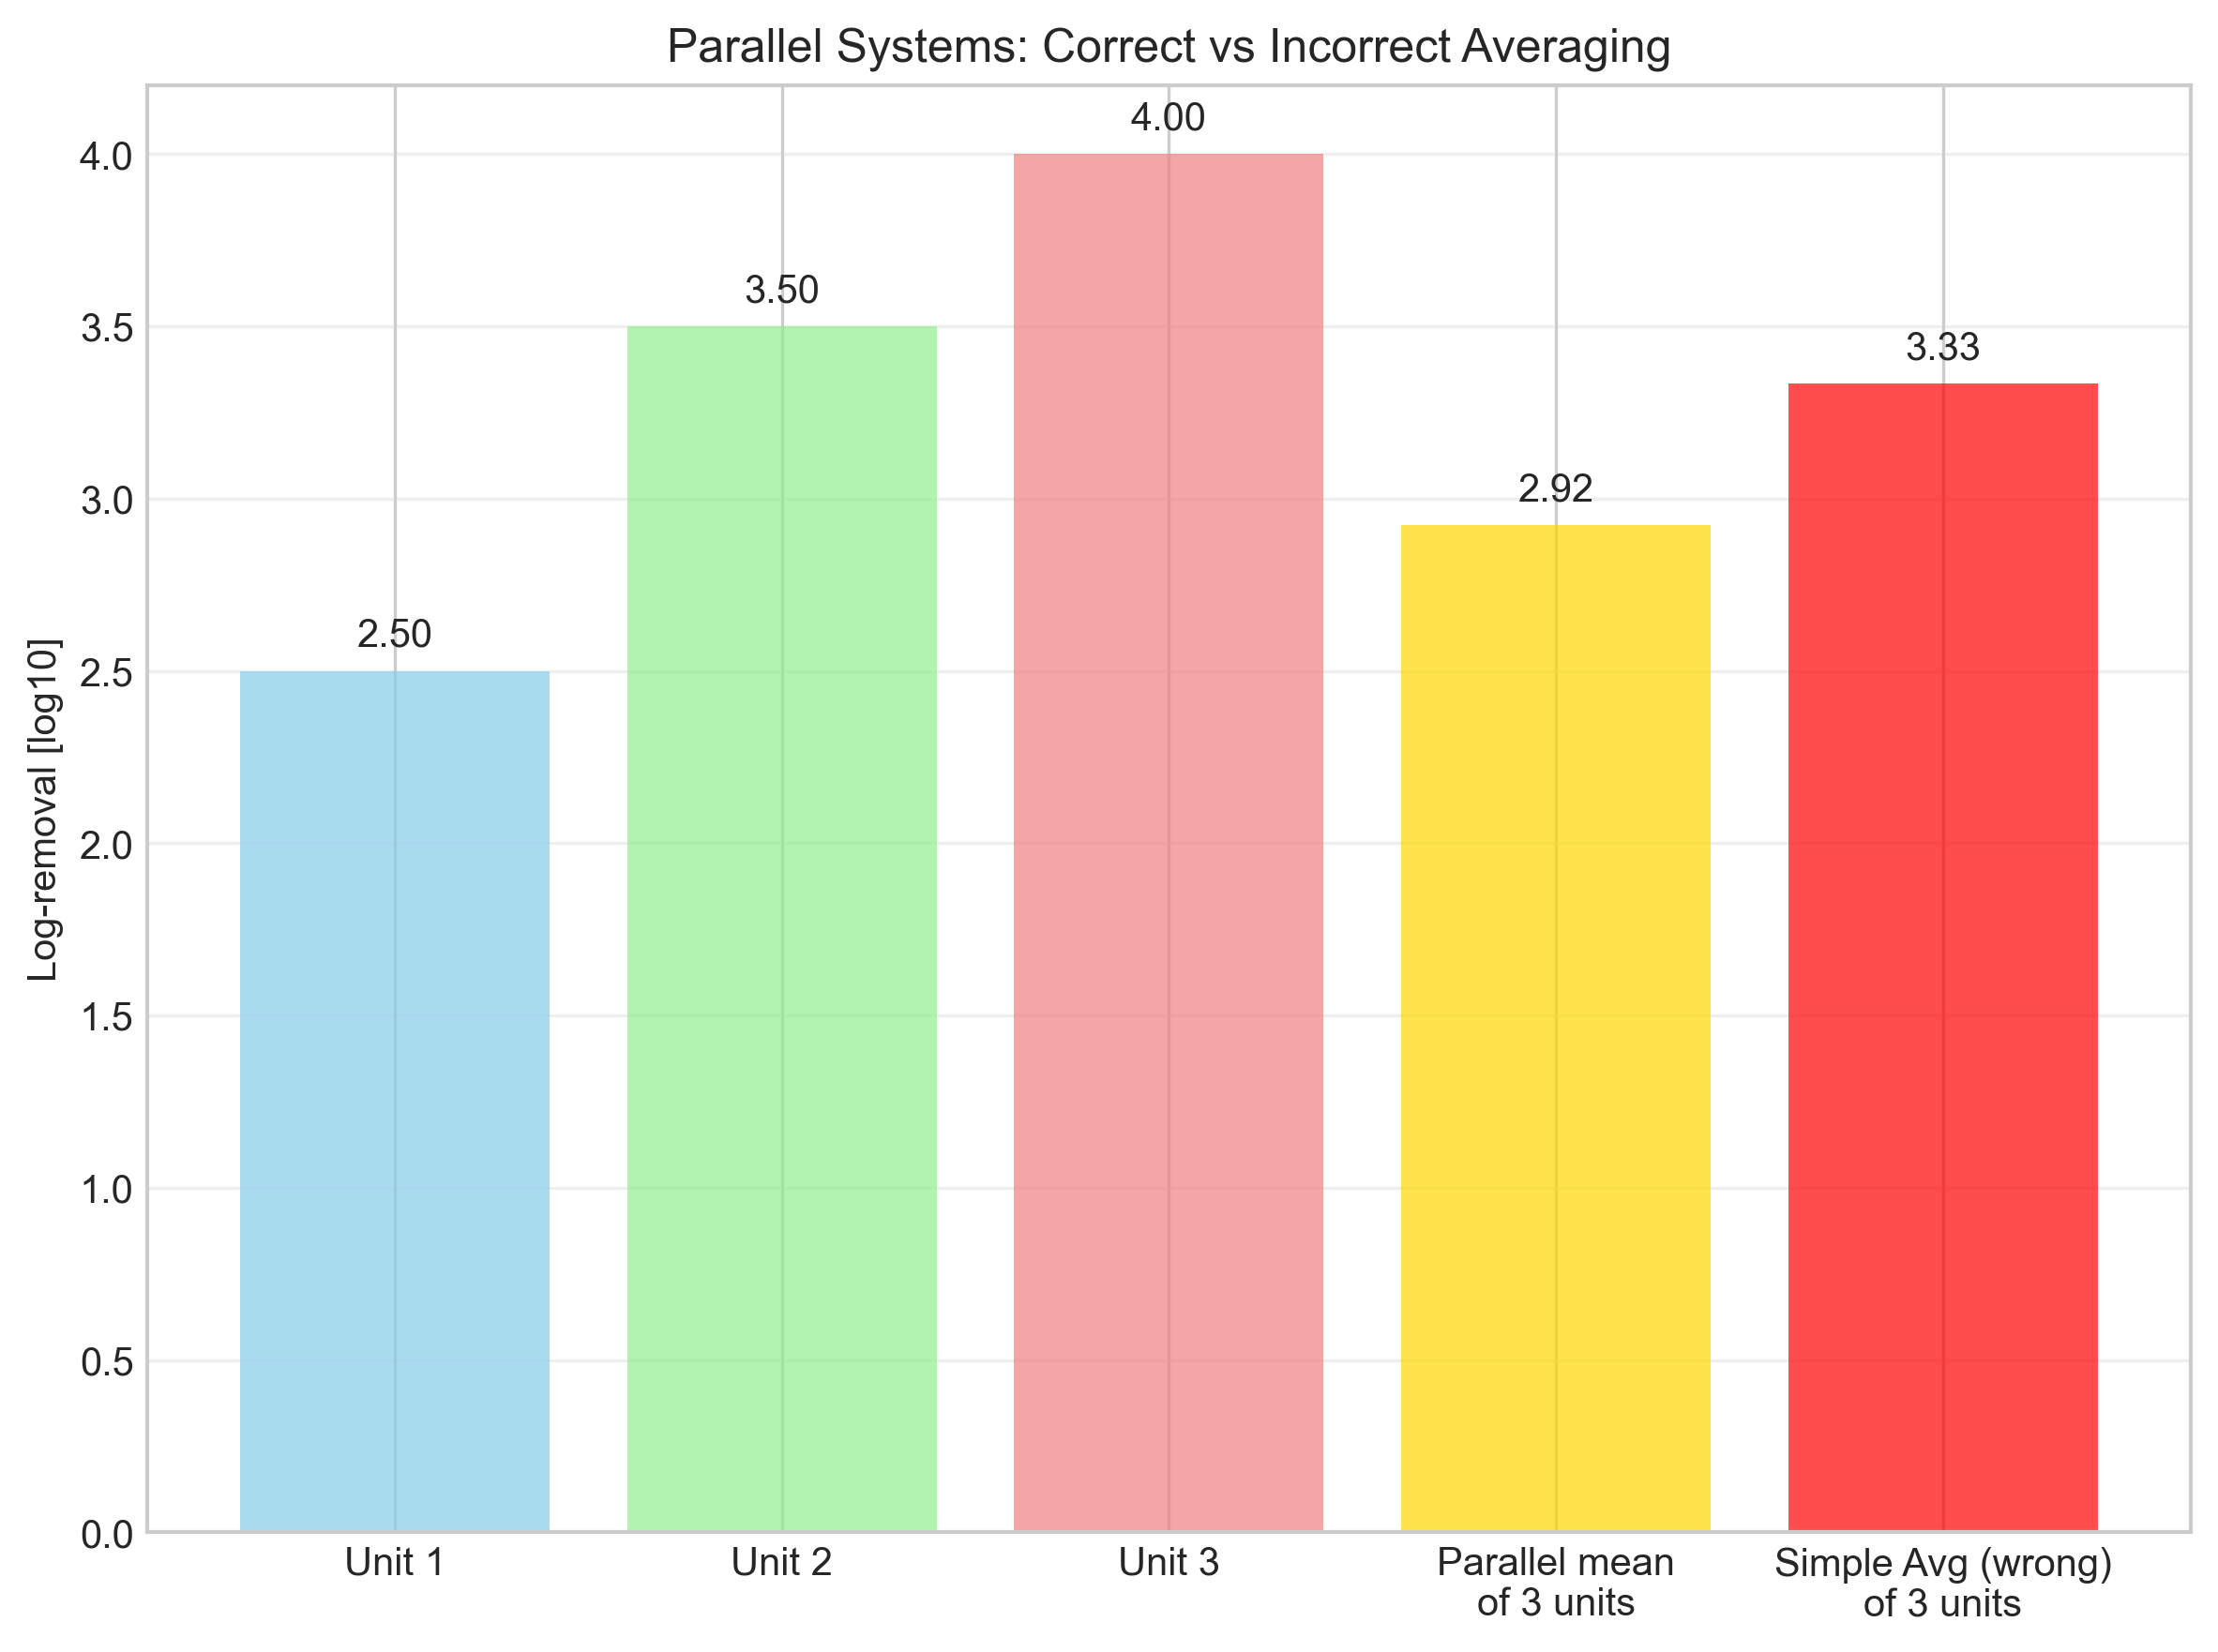 Parallel Systems: Correct vs Incorrect Averaging
Log-removal [log10]
4.0
3.5
3.0
2.5
2.0
1.5
1.0
0.5
0.0
2.50
3.50
4.00
2.92
3.33
Unit 1
Unit 2
Unit 3
Parallel mean
of 3 units
Simple Avg (wrong)
of 3 units